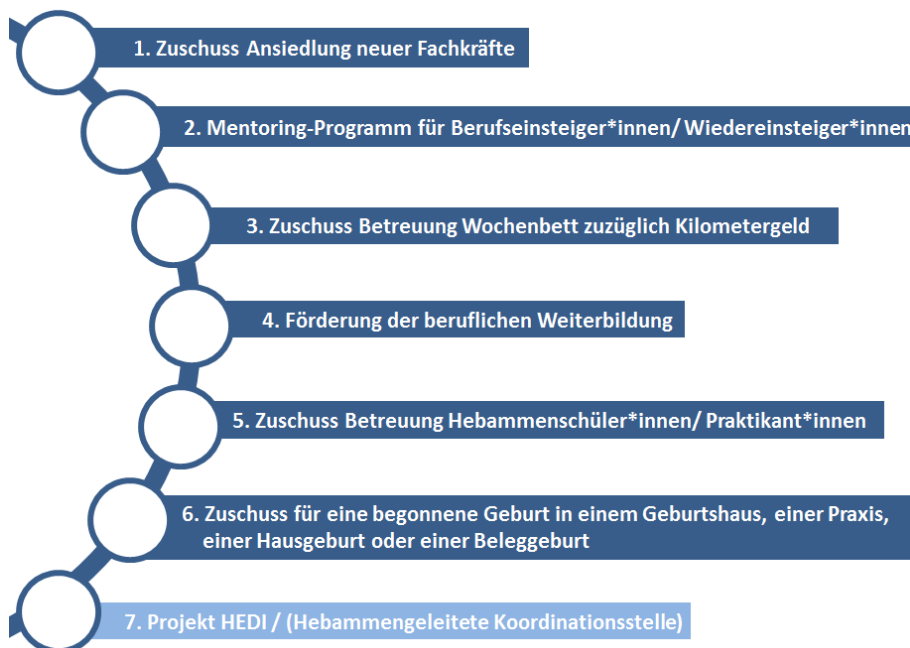 1. Zuschuss Ansiedlung neuer Fachkräfte
2. Mentoring-Programm für Berufseinsteiger*innen/ Wiedereinsteiger*innen
3. Zuschuss Betreuung Wochenbett zuzüglich Kilometergeld
4. Förderung der beruflichen Weiterbildung
5. Zuschuss Betreuung Hebammenschüler*innen/ Praktikant*innen
6. Zuschuss für eine begonnene Geburt in einem Geburtshaus, einer Praxis,
einer Hausgeburt oder einer Beleggeburt
7. Projekt HEDI / (Hebammengeleitete Koordinationsstelle)